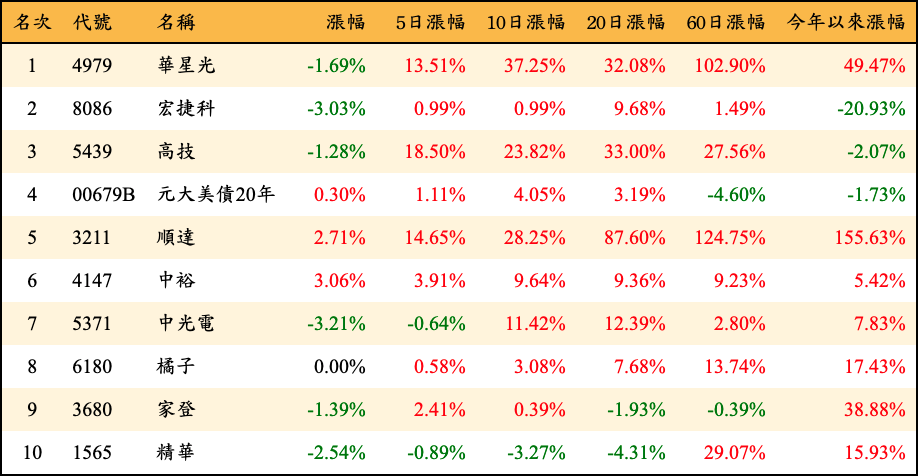 名次 代號 名稱 漲幅 5日漲幅 10日漲幅 20日漲幅 60日漲幅 今年以來漲幅
1 4979 華星光 -1.69% 13.51% 37.25% 32.08% 102.90% 49.47%
2 8086 宏捷科 -3.03% 0.99% 0.99% 9.68% 1.49% -20.93%
3 5439 高技 -1.28% 18.50% 23.82% 33.00% 27.56% -2.07%
4 00679B 元大美債20年 0.30% 1.11% 4.05% 3.19% -4.60% -1.73%
5 3211 順達 2.71% 14.65% 28.25% 87.60% 124.75% 155.63%
6 4147 中裕 3.06% 3.91% 9.64% 9.36% 9.23% 5.42%
7 5371 中光電 -3.21% -0.64% 11.42% 12.39% 2.80% 7.83%
8 6180 橘子 0.00% 0.58% 3.08% 7.68% 13.74% 17.43%
9 3680 家登 -1.39% 2.41% 0.39% -1.93% -0.39% 38.88%
10 1565 精華 -2.54% -0.89% -3.27% -4.31% 29.07% 15.93%